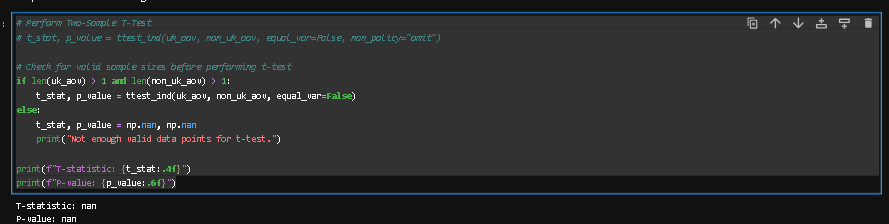 # Perform Two-Sample T-Test
# t_stat, p_value = ttest_ind(uk_aov, non_uk_aov, equal_var=False, nan_policy="omit")
# Check for valid sample sizes before performing t-test
if len(uk_aov) > 1 and len(non_uk_aov) > 1:
    t_stat, p_value = ttest_ind(uk_aov, non_uk_aov, equal_var=False)
else:
    t_stat, p_value = np.nan, np.nan
    print("Not enough valid data points for t-test.")
print(f"T-statistic: {t_stat:.4f}")
print(f"P-value: {p_value:.6f}")
T-statistic: nan
P-value: nan